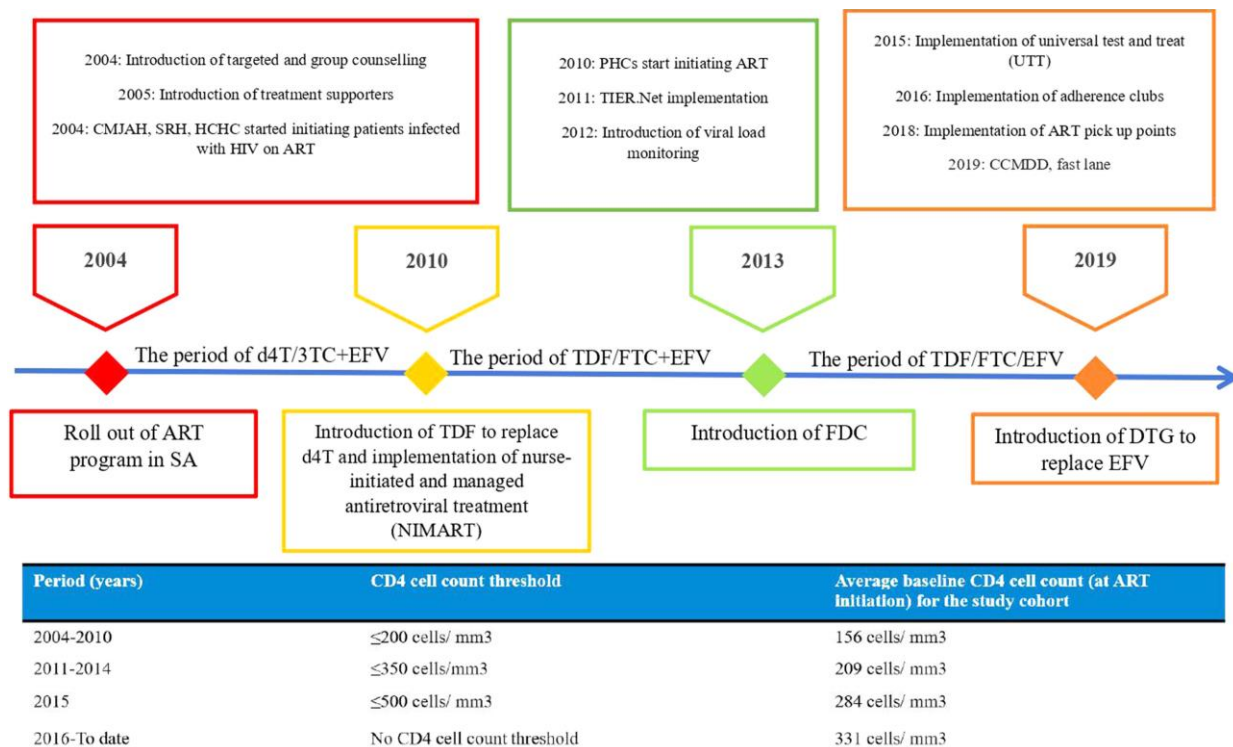 2004: Introduction of targeted and group counselling
2005: Introduction of treatment supporters
2004: CMJAH, SRH, HCHC started initiating patients infected
with HIV on ART
2010: PHCs start initiating ART
2011: TIER.Net implementation
2012: Introduction of viral load
monitoring
2015: Implementation of universal test and treat
(UTT)
2016: Implementation of adherence clubs
2018: Implementation of ART pick up points
2019: CCMDD, fast lane
2004
2010
2013
2019
The period of d4T/3TC+EFV
The period of TDF/FTC+EFV
The period of TDF/FTC/EFV
Roll out of ART
program in SA
Introduction of TDF to replace
d4T and implementation of nurse-
initiated and managed
antiretroviral treatment
(NIMART)
Introduction of FDC
Introduction of DTG to
replace EFV
Period (years) CD4 cell count threshold Average baseline CD4 cell count (at ART
initiation) for the study cohort
2004-2010 ≤200 cells/ mm3 156 cells/ mm3
2011-2014 ≤350 cells/mm3 209 cells/ mm3
2015 ≤500 cells/ mm3 284 cells/ mm3
2016-To date No CD4 cell count threshold 331 cells/ mm3